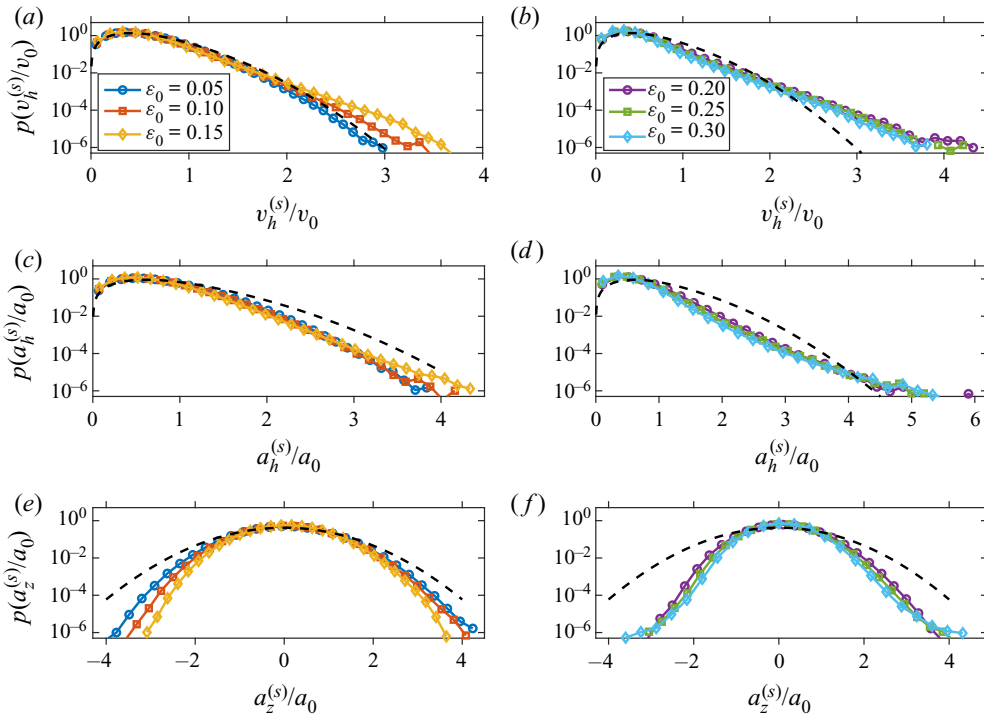 (a)
p(v_h^(s)/v_0)
10^0
10^−2
10^−4
10^−6
ε_0 = 0.05
ε_0 = 0.10
ε_0 = 0.15
0 1 2 3 4
v_h^(s)/v_0
(b)
10^0
10^−2
10^−4
10^−6
ε_0 = 0.20
ε_0 = 0.25
ε_0 = 0.30
0 1 2 3 4
v_h^(s)/v_0
(c)
p(a_h^(s)/a_0)
10^0
10^−2
10^−4
10^−6
0 1 2 3 4
a_h^(s)/a_0
(d)
10^0
10^−2
10^−4
10^−6
0 1 2 3 4 5 6
a_h^(s)/a_0
(e)
p(a_z^(s)/a_0)
10^0
10^−2
10^−4
10^−6
−4 −2 0 2 4
a_z^(s)/a_0
(f)
10^0
10^−2
10^−4
10^−6
−4 −2 0 2 4
a_z^(s)/a_0